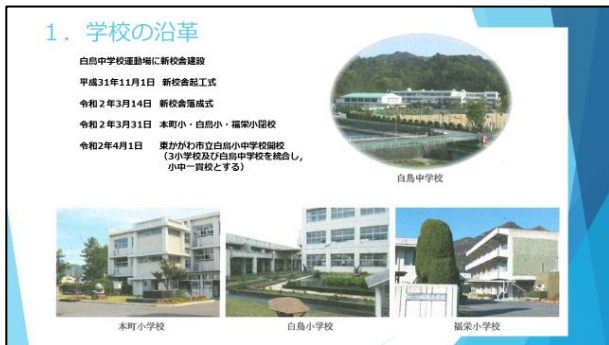 1．学校の沿革
白鳥中学校運動場に新校舎建設
平成31年11月1日 新校舎起工式
令和２年3月14日 新校舎落成式
令和２年3月31日 本町小・白鳥小・福栄小閉校
令和2年4月1日 東かがわ市立白鳥小中学校開校
（3小学校及び白鳥中学校を統合し，
小中一貫校とする）
白鳥中学校
本町小学校
白鳥小学校
福栄小学校